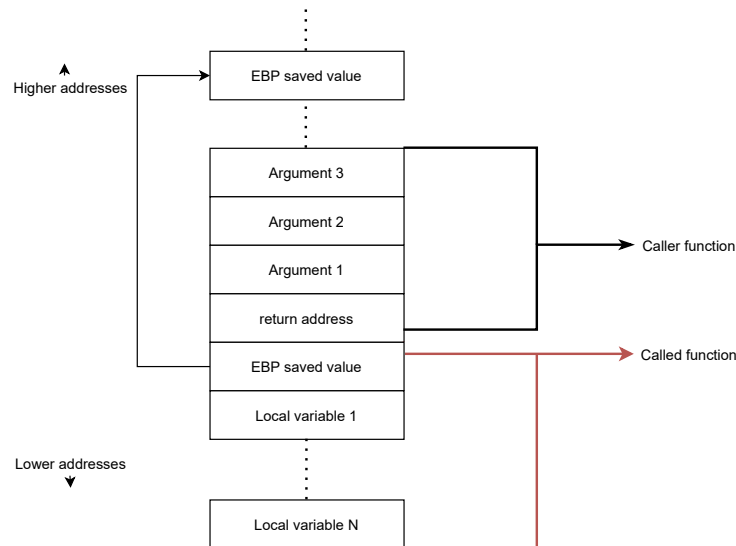 EBP saved value
Higher addresses
Argument 3
Argument 2
Argument 1
Caller function
return address
Called function
EBP saved value
Local variable 1
Lower addresses
Local variable N